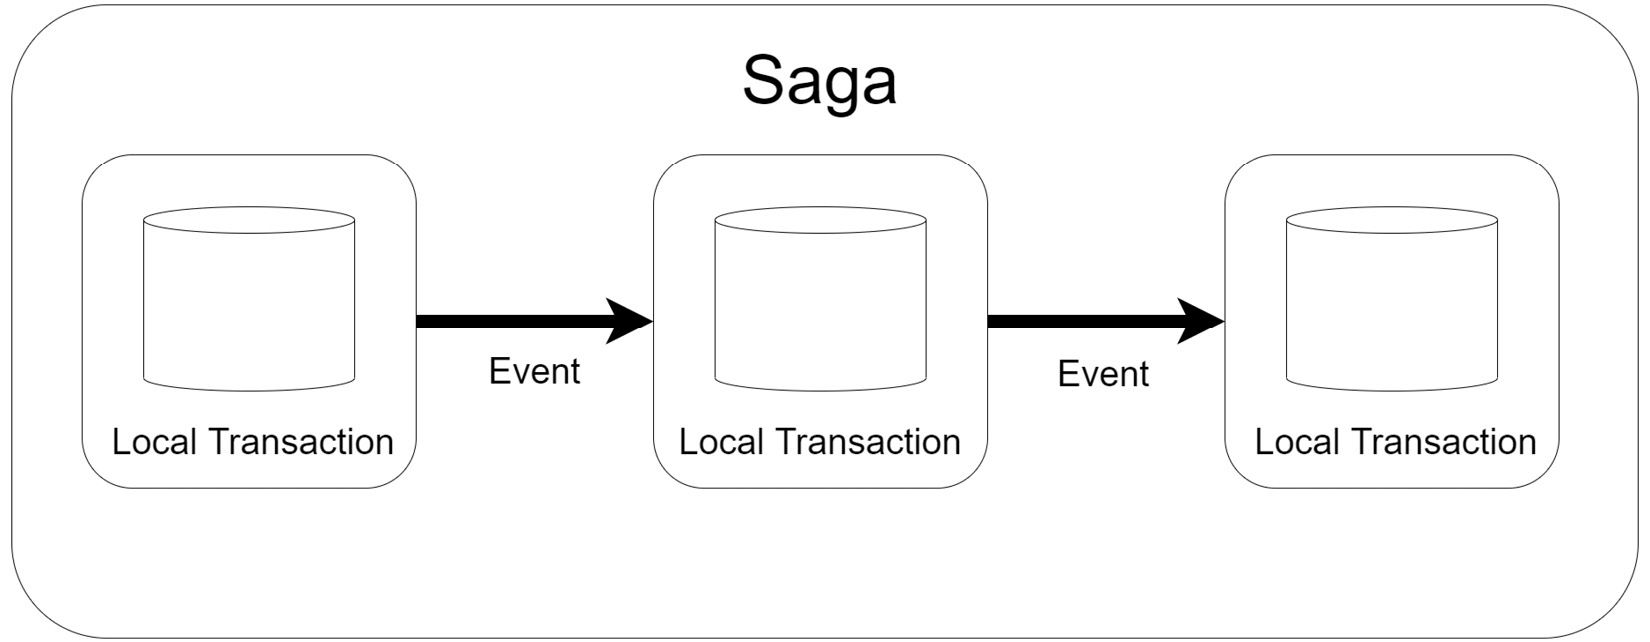 Saga
Event
Event
Local Transaction
Local Transaction
Local Transaction